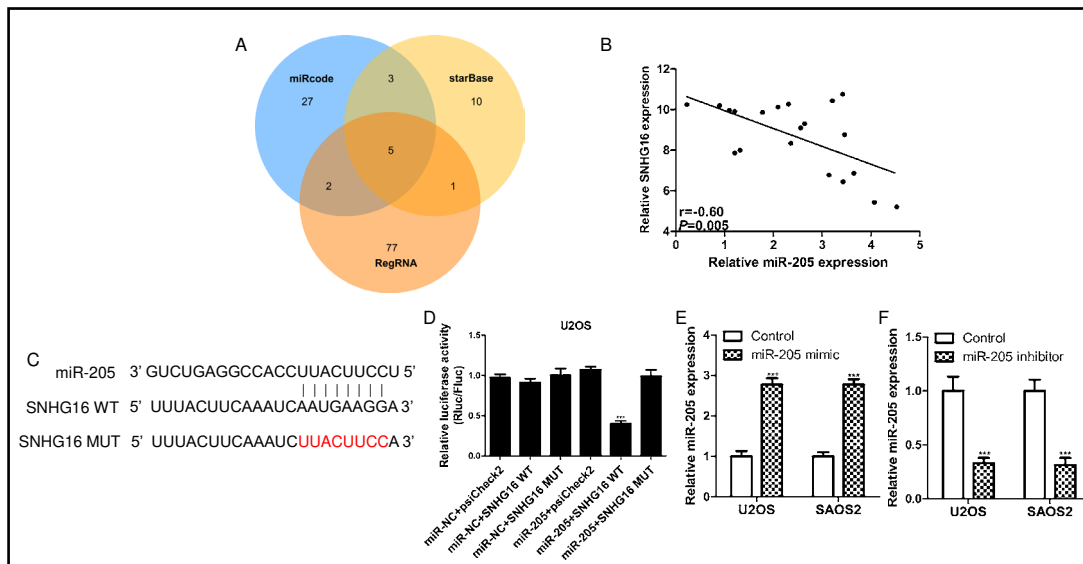 A
miRcode
27
3
starBase
10
5
2
1
77
RegRNA
B
Relative SNHG16 expression
12
10
8
6
4
r=-0.60
P=0.005
0
1
2
3
4
5
Relative miR-205 expression
C
miR-205 3' GUCUGAGGCCACCUUACUUCCU 5'
SNHG16 WT 5' UUUACUUCAAAUCAAUGAAGGA 3'
SNHG16 MUT 5' UUUACUUCAAAUCUUACUUCCA 3'
D
U2OS
Relative luciferase activity
(Rluc/Fluc)
1.5
1.0
0.5
0.0
***
miR-NC+psiCheck2
miR-NC+SNHG16 WT
miR-NC+SNHG16 MUT
miR-205+psiCheck2
miR-205+SNHG16 WT
miR-205+SNHG16 MUT
E
Control
miR-205 mimic
Relative miR-205 expression
4
3
2
1
0
***
***
U2OS
SAOS2
F
Control
miR-205 inhibitor
Relative miR-205 expression
1.5
1.0
0.5
0.0
***
***
U2OS
SAOS2